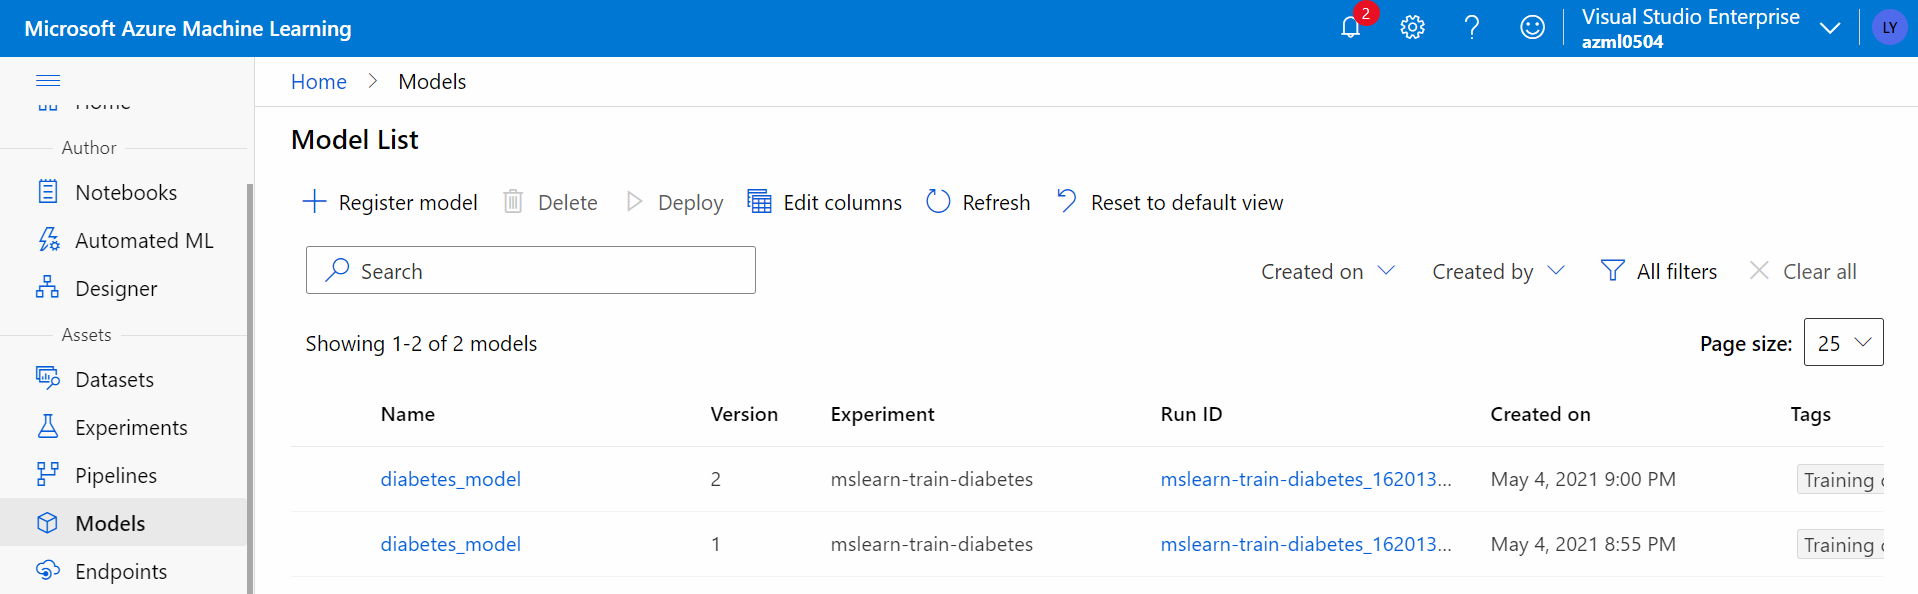 Microsoft Azure Machine Learning
2
Visual Studio Enterprise
azml0504
LY
Home
Author
Notebooks
Automated ML
Designer
Assets
Datasets
Experiments
Pipelines
Models
Endpoints
Home > Models
Model List
Register model Delete Deploy Edit columns Refresh Reset to default view
Search
Created on Created by All filters Clear all
Showing 1-2 of 2 models
Page size: 25
Name Version Experiment Run ID Created on Tags
diabetes_model 2 mslearn-train-diabetes mslearn-train-diabetes_162013... May 4, 2021 9:00 PM Training
diabetes_model 1 mslearn-train-diabetes mslearn-train-diabetes_162013... May 4, 2021 8:55 PM Training